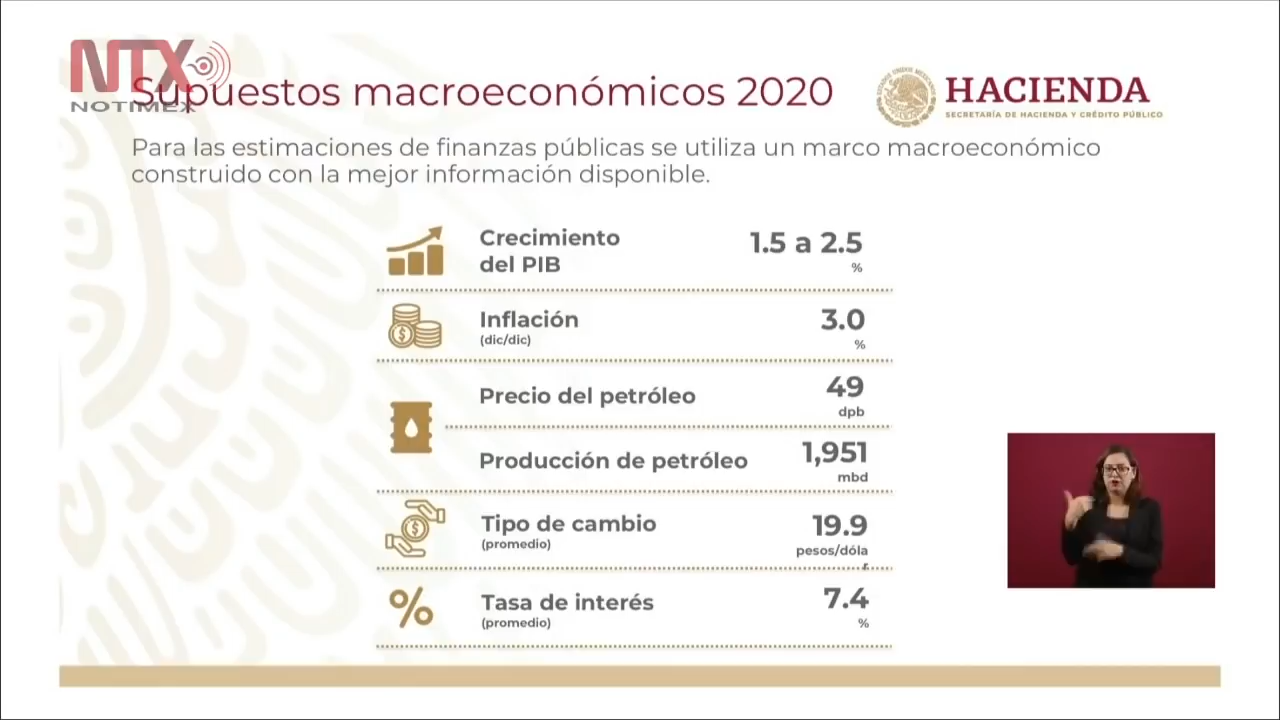 NTX
NOTIMEX
Supuestos macroeconómicos 2020
HACIENDA
SECRETARÍA DE HACIENDA Y CRÉDITO PÚBLICO
Para las estimaciones de finanzas públicas se utiliza un marco macroeconómico
construido con la mejor información disponible.
Crecimiento
del PIB
1.5 a 2.5
%
Inflación
(dic/dic)
3.0
%
Precio del petróleo
49
dpb
Producción de petróleo
1,951
mbd
Tipo de cambio
(promedio)
19.9
pesos/dóla
r
%
Tasa de interés
(promedio)
7.4
%